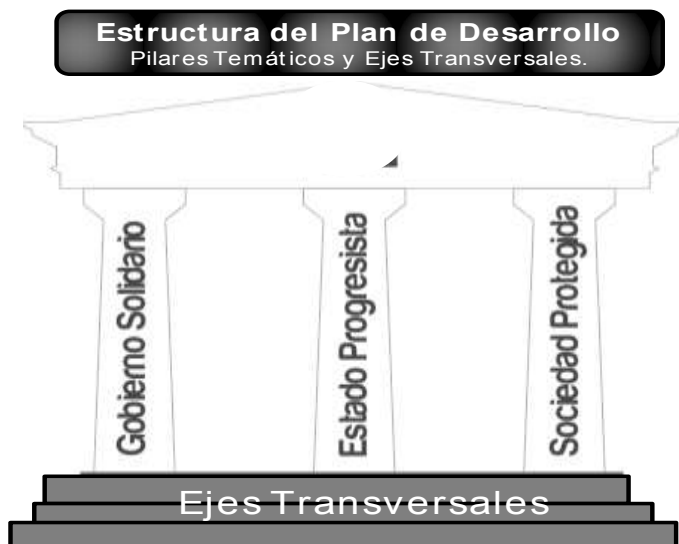 Estructura del Plan de Desarrollo
Pilares Temáticos y Ejes Transversales.
Gobierno Solidario
Estado Progresista
Sociedad Protegida
Ejes Transversales